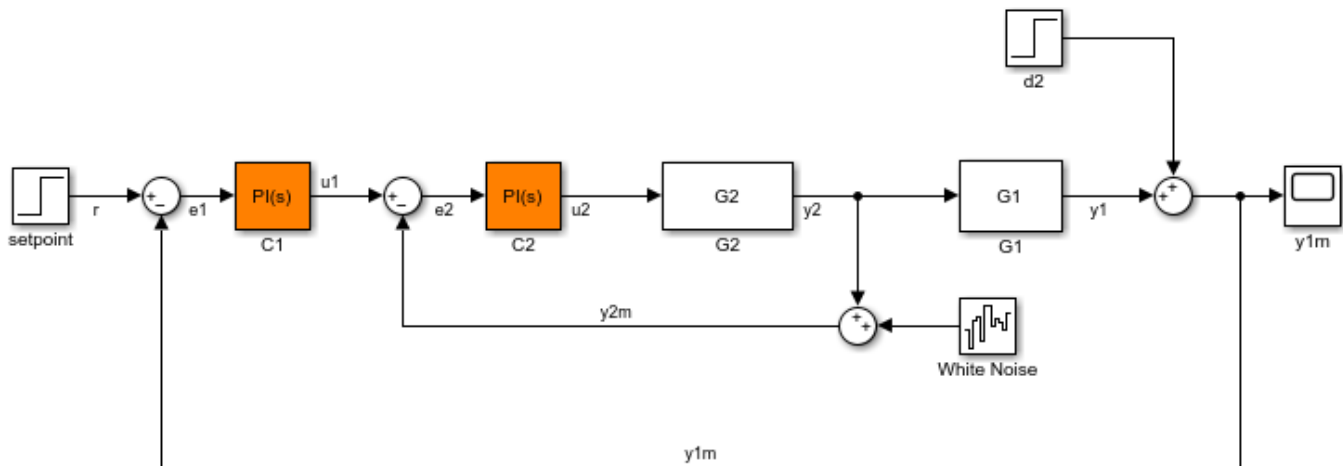 d2
PI(s)
PI(s)
G2
G1
u1
r
e1
e2
u2
y2
y1
setpoint
C1
C2
G2
G1
y1m
y2m
White Noise
y1m